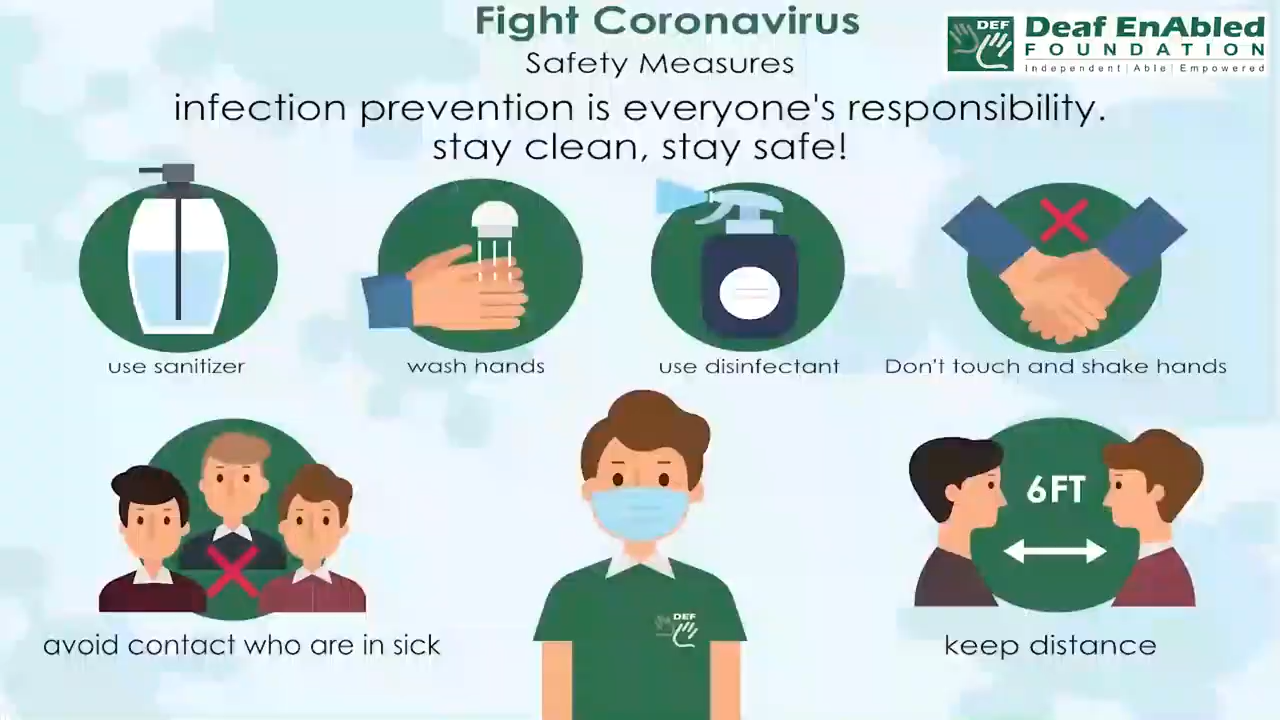 Fight Coronavirus
Safety Measures
DEF
Deaf EnAbled
FOUNDATION
Independent | Able | Empowered
infection prevention is everyone's responsibility.
stay clean, stay safe!
use sanitizer
wash hands
use disinfectant
Don't touch and shake hands
6FT
DEF
avoid contact who are in sick
keep distance